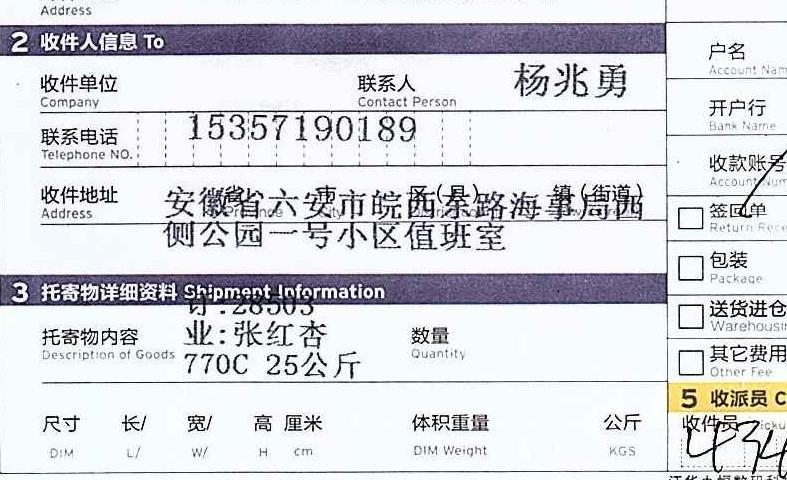 Address
2 收件人信息 To
收件单位
Company
联系人
Contact Person
杨兆勇
联系电话
Telephone NO.
15357190189
收件地址
Address
省 市 区(县) 镇(街道)
安徽省六安市皖西东路海事局西
侧公园一号小区值班室
3 托寄物详细资料 Shipment Information
订:28503
托寄物内容
Description of Goods
业:张红杏
770C 25公斤
数量
Quantity
尺寸 长/ 宽/ 高 厘米 体积重量 公斤
DIM L/ W/ H cm DIM Weight KGS
户名
Account Nam
开户行
Bank Name
收款账号
Account Num
签回单
Return Rece
包装
Package
送货进仓
Warehousin
其它费用
Other Fee
5 收派员 C
收件员
434